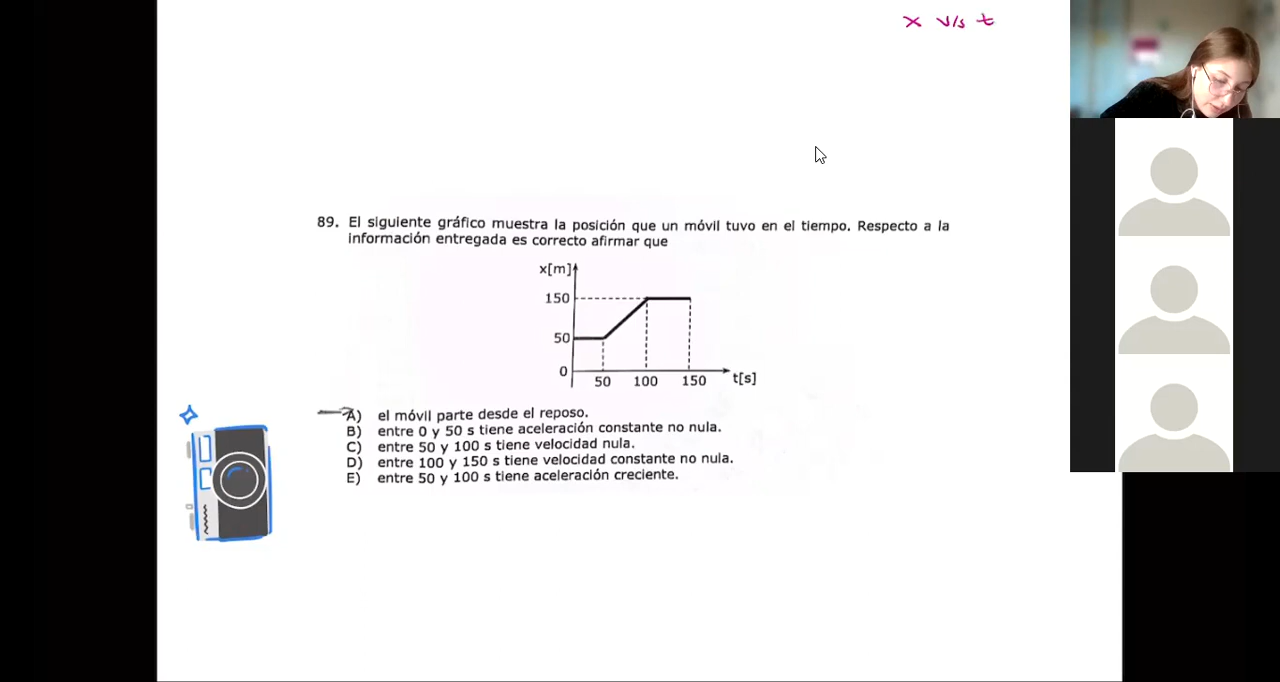 x v/s t
89. El siguiente gráfico muestra la posición que un móvil tuvo en el tiempo. Respecto a la
información entregada es correcto afirmar que
x[m]
150
50
0
50 100 150 t[s]
A) el móvil parte desde el reposo.
B) entre 0 y 50 s tiene aceleración constante no nula.
C) entre 50 y 100 s tiene velocidad nula.
D) entre 100 y 150 s tiene velocidad constante no nula.
E) entre 50 y 100 s tiene aceleración creciente.